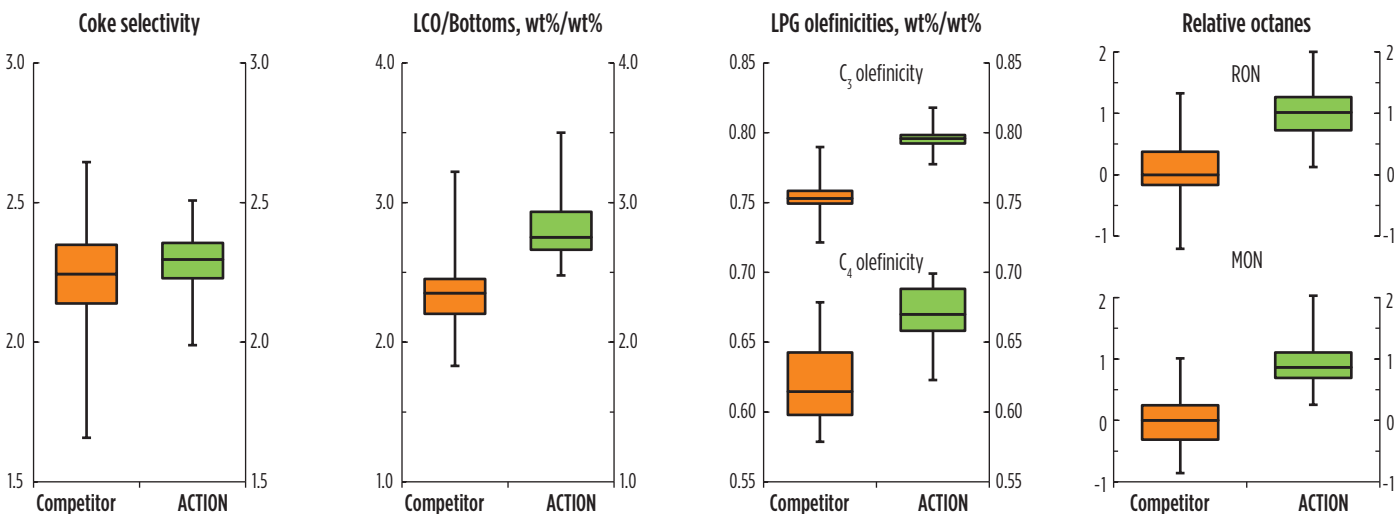 Coke selectivity
3.0
2.5
2.0
1.5
3.0
2.5
2.0
1.5
Competitor
ACTION
LCO/Bottoms, wt%/wt%
4.0
3.0
2.0
1.0
4.0
3.0
2.0
1.0
Competitor
ACTION
LPG olefinicities, wt%/wt%
0.85
0.80
0.75
0.70
0.65
0.60
0.55
C3 olefinicity
C4 olefinicity
0.85
0.80
0.75
0.70
0.65
0.60
0.55
Competitor
ACTION
Relative octanes
2
1
0
-1
RON
2
1
0
-1
MON
2
1
0
-1
2
1
0
-1
Competitor
ACTION